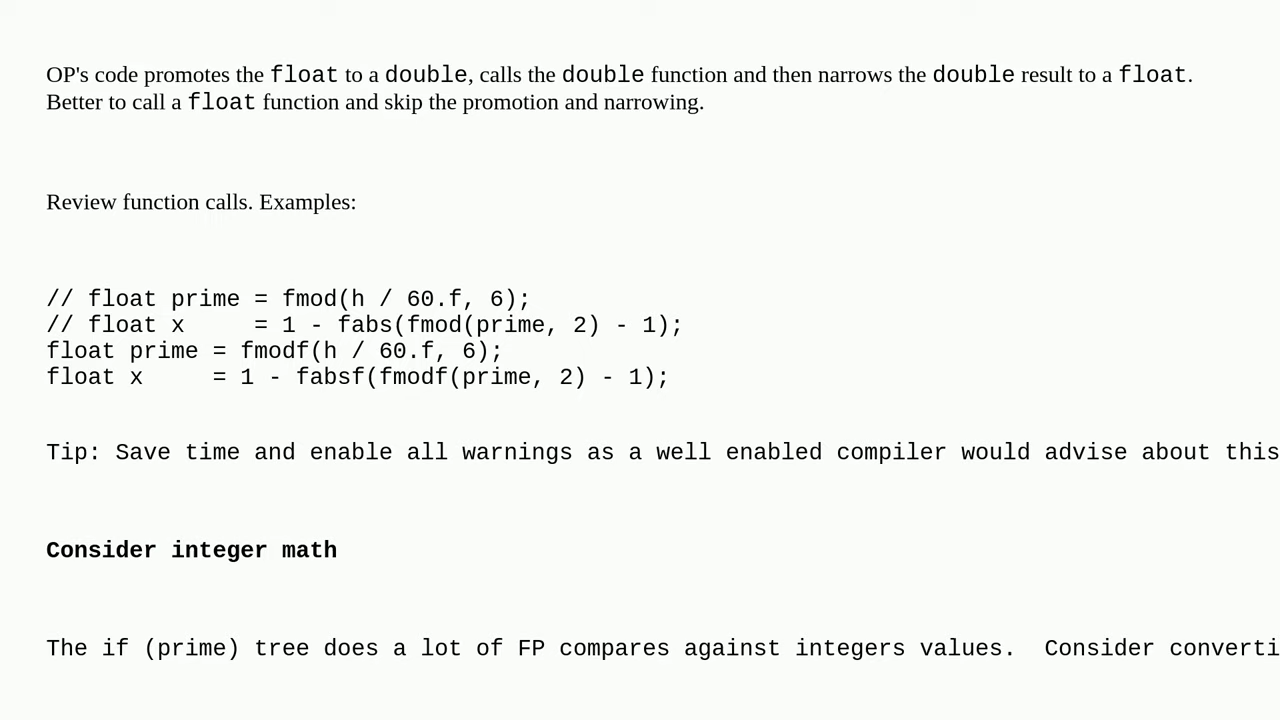 OP's code promotes the float to a double, calls the double function and then narrows the double result to a float.
Better to call a float function and skip the promotion and narrowing.
Review function calls. Examples:
// float prime = fmod(h / 60.f, 6);
// float x     = 1 - fabs(fmod(prime, 2) - 1);
float prime = fmodf(h / 60.f, 6);
float x     = 1 - fabsf(fmodf(prime, 2) - 1);
Tip: Save time and enable all warnings as a well enabled compiler would advise about this
Consider integer math
The if (prime) tree does a lot of FP compares against integers values.  Consider converti